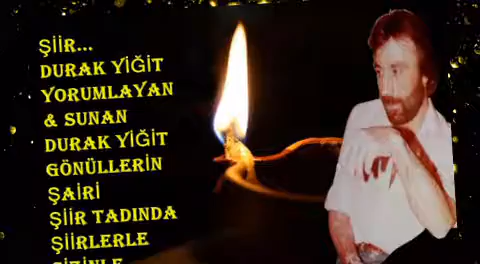 ŞİİR...
DURAK YİĞİT
YORUMLAYAN
& SUNAN
DURAK YİĞİT
GÖNÜLLERİN
ŞAİRİ
ŞİİR TADINDA
ŞİİRLERLE